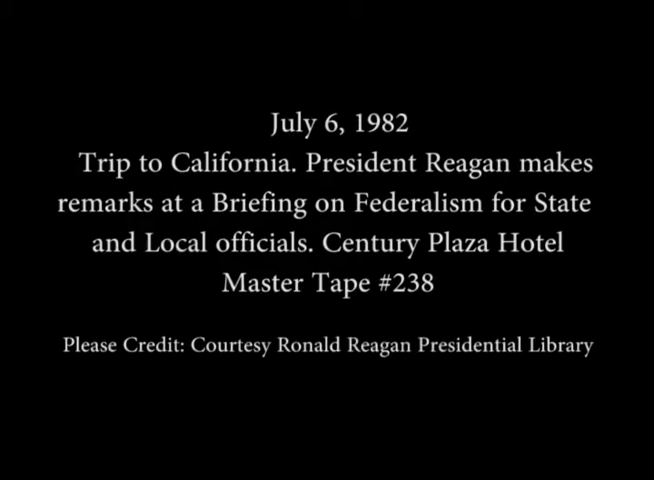 July 6, 1982
Trip to California. President Reagan makes
remarks at a Briefing on Federalism for State
and Local officials. Century Plaza Hotel
Master Tape #238
Please Credit: Courtesy Ronald Reagan Presidential Library